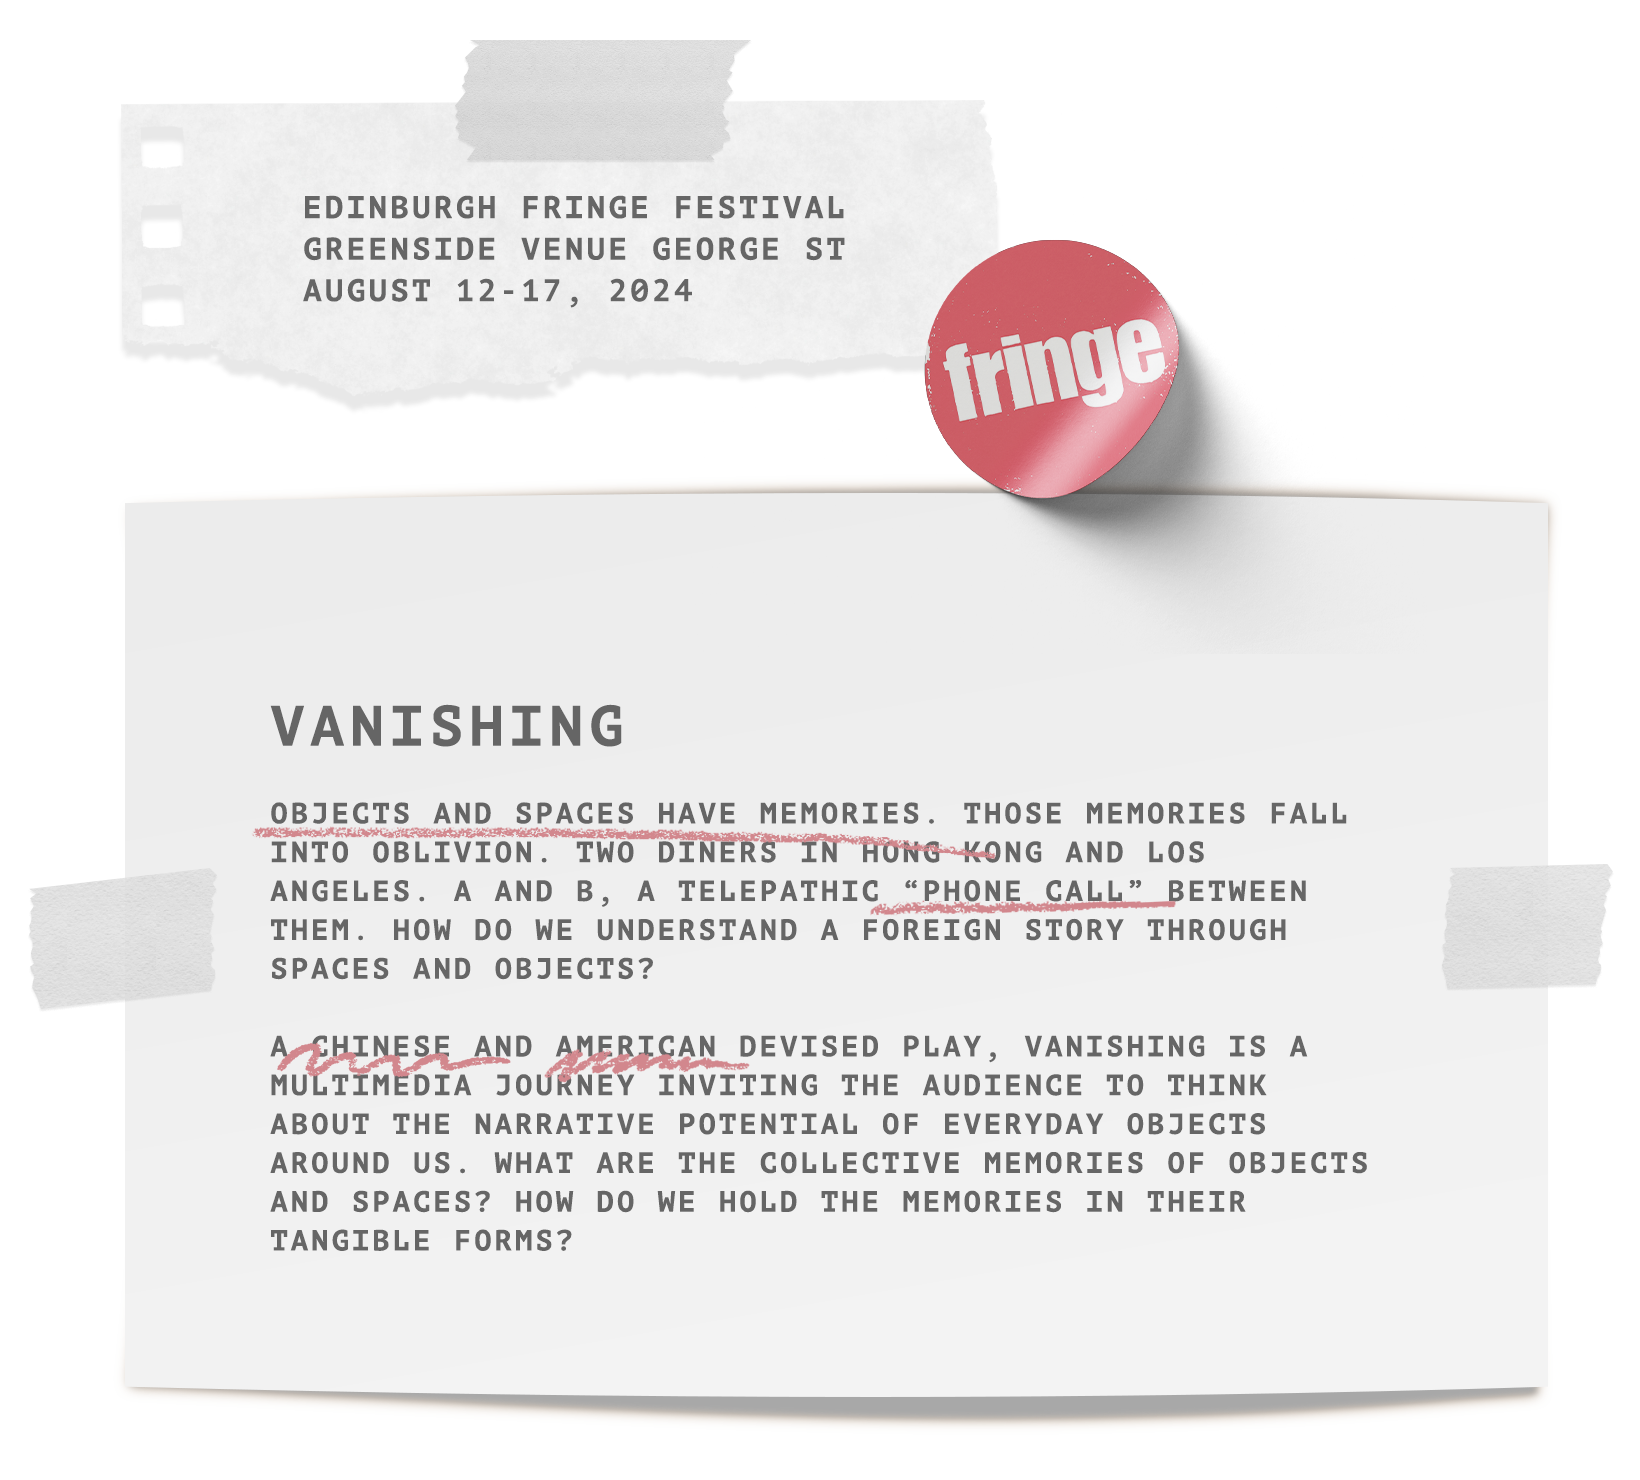 EDINBURGH FRINGE FESTIVAL
GREENSIDE VENUE GEORGE ST
AUGUST 12-17, 2024
fringe
VANISHING
OBJECTS AND SPACES HAVE MEMORIES. THOSE MEMORIES FALL
INTO OBLIVION. TWO DINERS IN HONG KONG AND LOS
ANGELES. A AND B, A TELEPATHIC “PHONE CALL” BETWEEN
THEM. HOW DO WE UNDERSTAND A FOREIGN STORY THROUGH
SPACES AND OBJECTS?
A CHINESE AND AMERICAN DEVISED PLAY, VANISHING IS A
MULTIMEDIA JOURNEY INVITING THE AUDIENCE TO THINK
ABOUT THE NARRATIVE POTENTIAL OF EVERYDAY OBJECTS
AROUND US. WHAT ARE THE COLLECTIVE MEMORIES OF OBJECTS
AND SPACES? HOW DO WE HOLD THE MEMORIES IN THEIR
TANGIBLE FORMS?